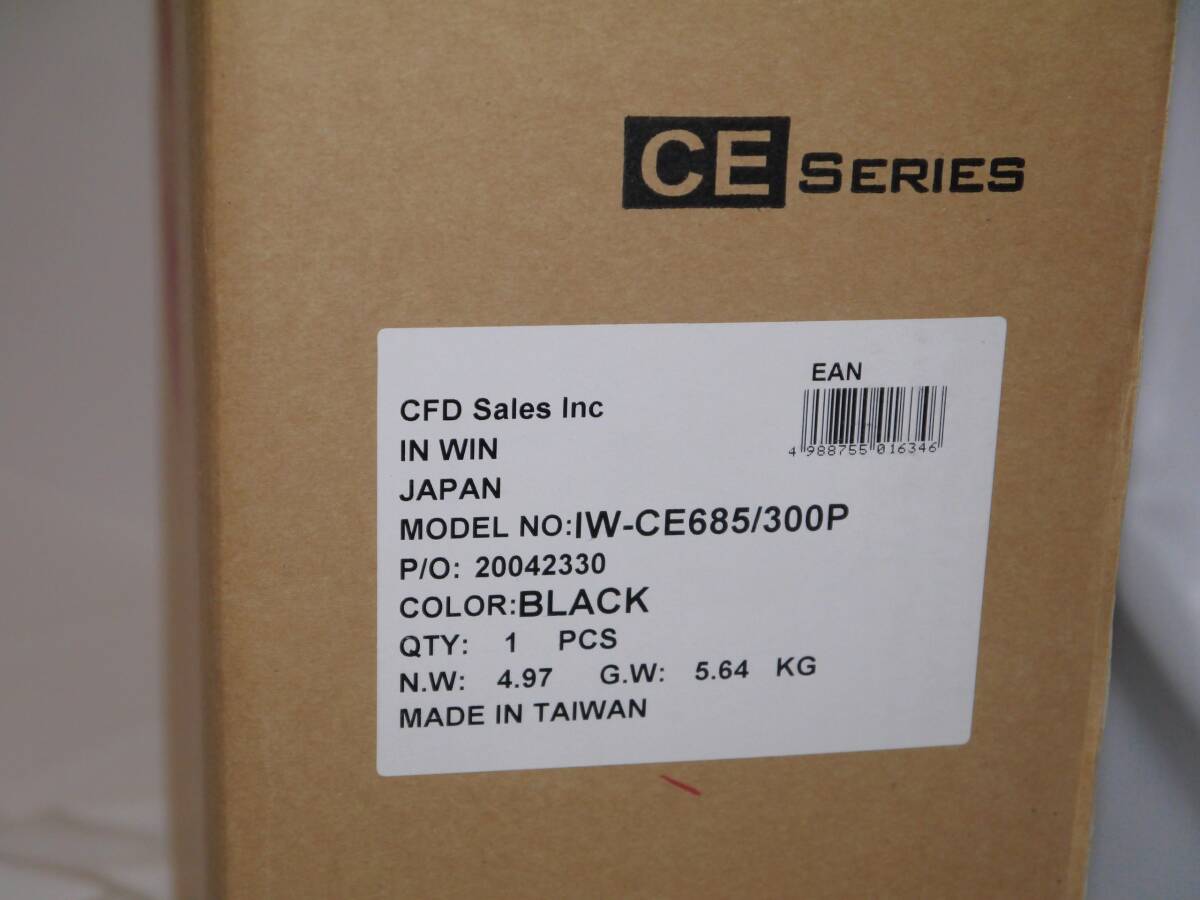 CE SERIES
EAN
4 988755 016346
CFD Sales Inc
IN WIN
JAPAN
MODEL NO:IW-CE685/300P
P/O: 20042330
COLOR:BLACK
QTY: 1 PCS
N.W: 4.97 G.W: 5.64 KG
MADE IN TAIWAN